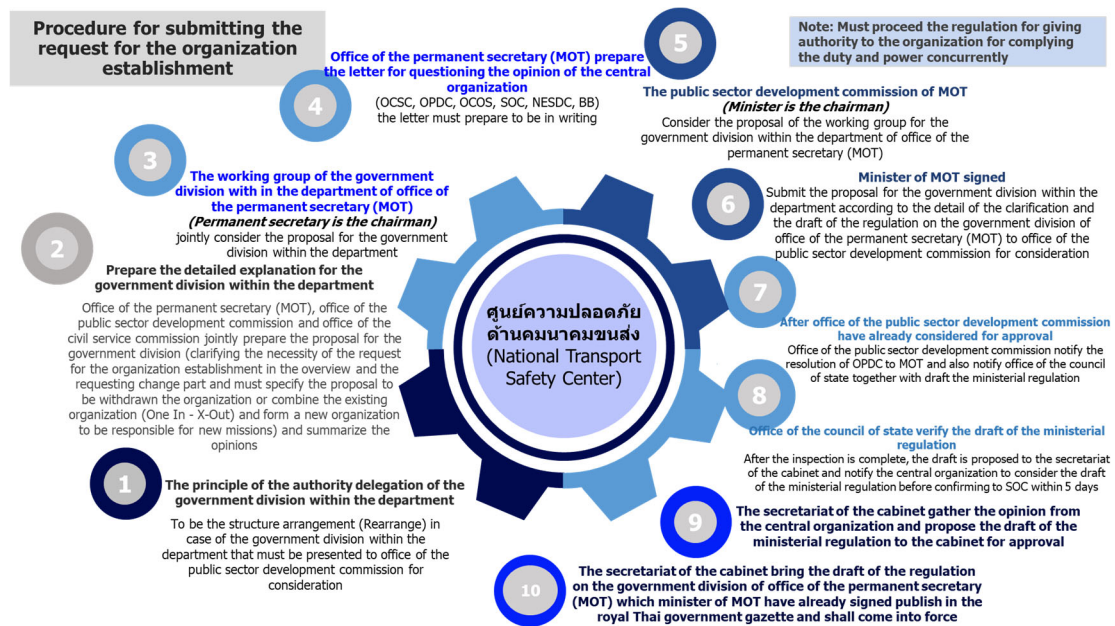 Procedure for submitting the
request for the organization
establishment
Note: Must proceed the regulation for giving
authority to the organization for complying
the duty and power concurrently
1
The principle of the authority delegation of the
government division within the department
To be the structure arrangement (Rearrange) in
case of the government division within the
department that must be presented to office of the
public sector development commission for
consideration
2
Prepare the detailed explanation for the
government division within the department
Office of the permanent secretary (MOT), office of the
public sector development commission and office of the
civil service commission jointly prepare the proposal for the
government division (clarifying the necessity of the request
for the organization establishment in the overview and the
requesting change part and must specify the proposal to
be withdrawn the organization or combine the existing
organization (One In - X-Out) and form a new organization
to be responsible for new missions) and summarize the
opinions
3
The working group of the government
division with in the department of office of
the permanent secretary (MOT)
(Permanent secretary is the chairman)
jointly consider the proposal for the government
division within the department
4
Office of the permanent secretary (MOT) prepare
the letter for questioning the opinion of the central
organization
(OCSC, OPDC, OCOS, SOC, NESDC, BB)
the letter must prepare to be in writing
5
The public sector development commission of MOT
(Minister is the chairman)
Consider the proposal of the working group for the
government division within the department of office of the
permanent secretary (MOT)
6
Minister of MOT signed
Submit the proposal for the government division within the
department according to the detail of the clarification and
the draft of the regulation on the government division of
office of the permanent secretary (MOT) to office of the
public sector development commission for consideration
7
After office of the public sector development commission
have already considered for approval
Office of the public sector development commission notify the
resolution of OPDC to MOT and also notify office of the council
of state together with draft the ministerial regulation
8
Office of the council of state verify the draft of the ministerial
regulation
After the inspection is complete, the draft is proposed to the secretariat
of the cabinet and notify the central organization to consider the draft
of the ministerial regulation before confirming to SOC within 5 days
9
The secretariat of the cabinet gather the opinion from
the central organization and propose the draft of the
ministerial regulation to the cabinet for approval
10
The secretariat of the cabinet bring the draft of the regulation
on the government division of office of the permanent secretary
(MOT) which minister of MOT have already signed publish in the
royal Thai government gazette and shall come into force
ศูนย์ความปลอดภัย
ด้านคมนาคมขนส่ง
(National Transport
Safety Center)